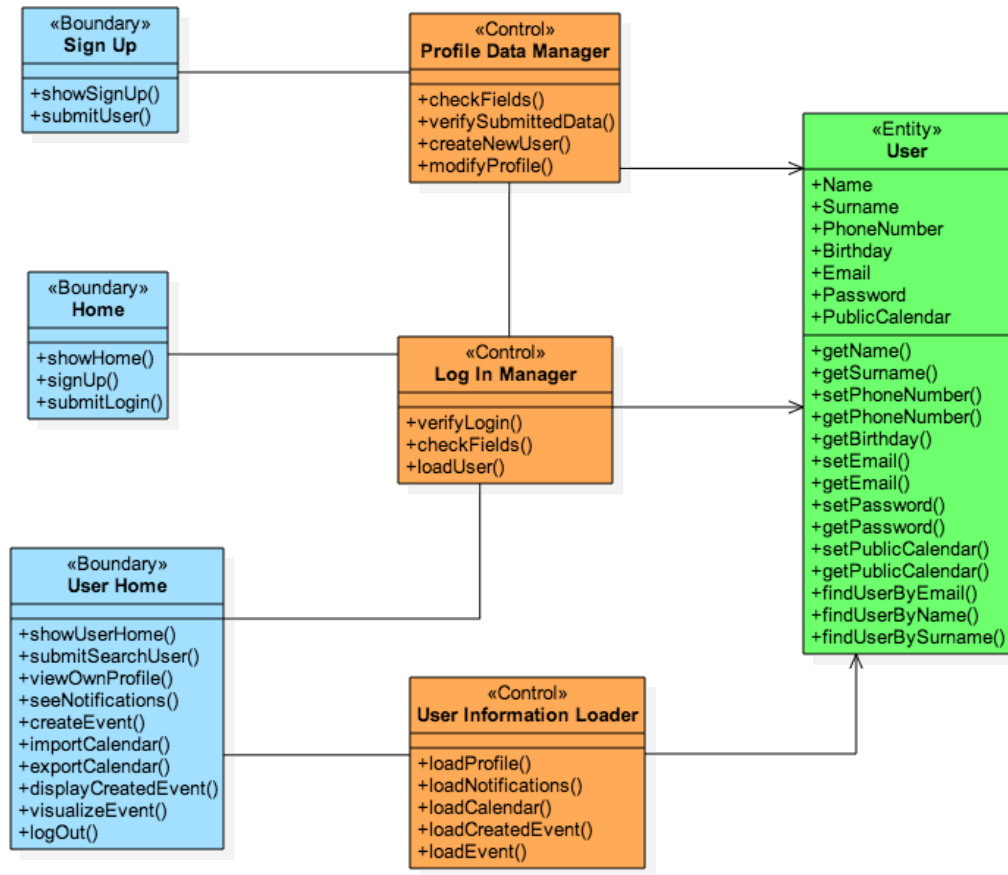 «Boundary»
Sign Up
+showSignUp()
+submitUser()
«Control»
Profile Data Manager
+checkFields()
+verifySubmittedData()
+createNewUser()
+modifyProfile()
«Entity»
User
+Name
+Surname
+PhoneNumber
+Birthday
+Email
+Password
+PublicCalendar
+getName()
+getSurname()
+setPhoneNumber()
+getPhoneNumber()
+getBirthday()
+setEmail()
+getEmail()
+setPassword()
+getPassword()
+setPublicCalendar()
+getPublicCalendar()
+findUserByEmail()
+findUserByName()
+findUserBySurname()
«Boundary»
Home
+showHome()
+signUp()
+submitLogin()
«Control»
Log In Manager
+verifyLogin()
+checkFields()
+loadUser()
«Boundary»
User Home
+showUserHome()
+submitSearchUser()
+viewOwnProfile()
+seeNotifications()
+createEvent()
+importCalendar()
+exportCalendar()
+displayCreatedEvent()
+visualizeEvent()
+logOut()
«Control»
User Information Loader
+loadProfile()
+loadNotifications()
+loadCalendar()
+loadCreatedEvent()
+loadEvent()